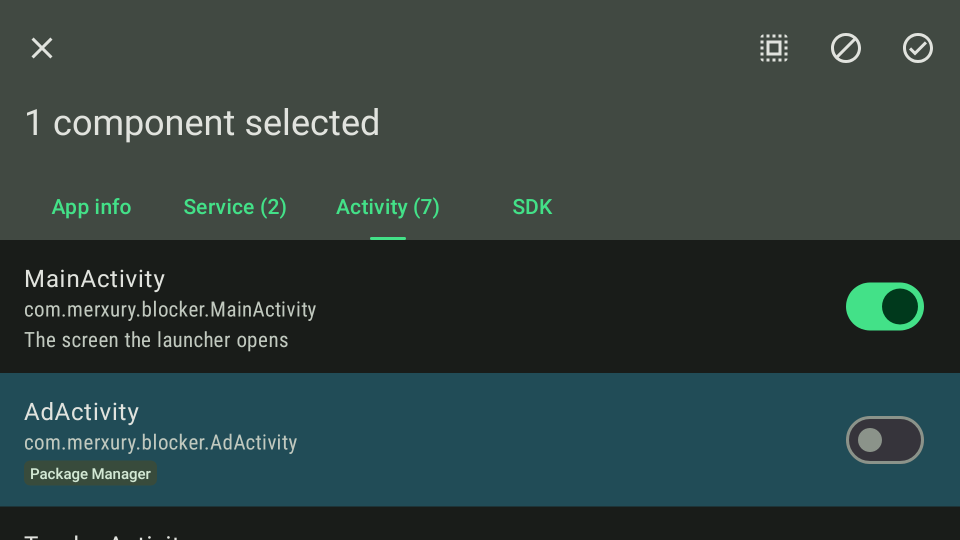 1 component selected
App info
Service (2)
Activity (7)
SDK
MainActivity
com.merxury.blocker.MainActivity
The screen the launcher opens
AdActivity
com.merxury.blocker.AdActivity
Package Manager